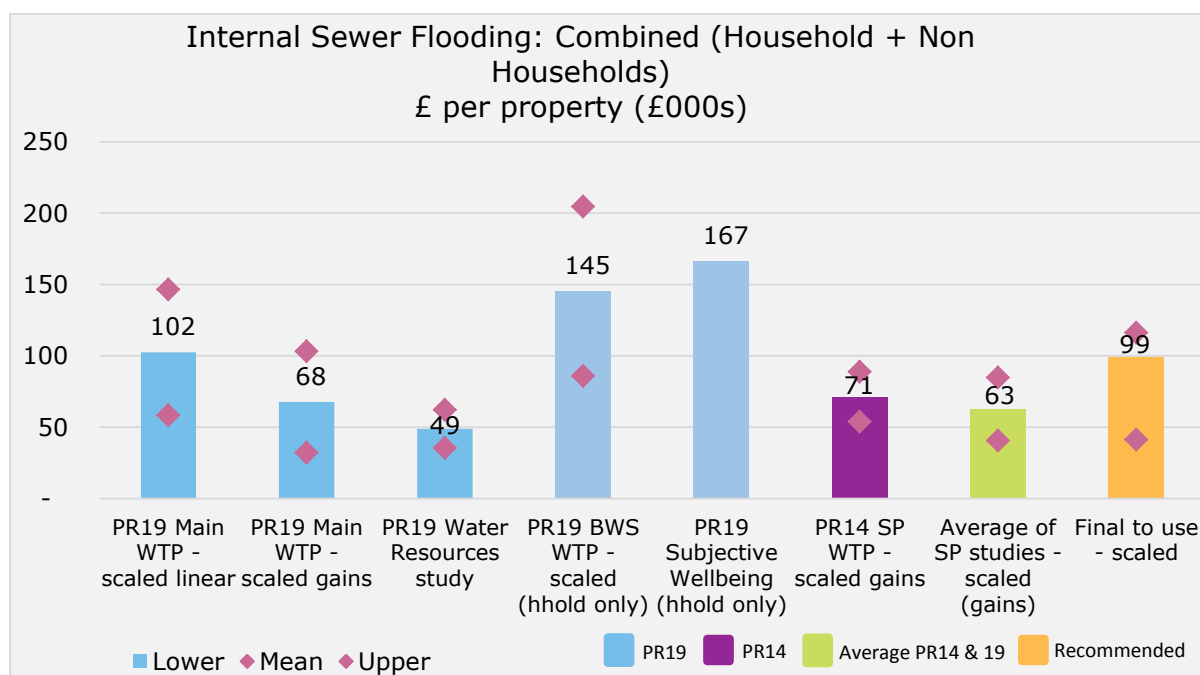 Internal Sewer Flooding: Combined (Household + Non
Households)
£ per property (£000s)
250
200
150
100
50
-
102
68
49
145
167
71
63
99
PR19 Main
WTP -
scaled linear
PR19 Main
WTP -
scaled gains
PR19 Water
Resources
study
PR19 BWS
WTP -
scaled
(hhold only)
PR19
Subjective
Wellbeing
(hhold only)
PR14 SP
WTP -
scaled gains
Average of
SP studies -
scaled
(gains)
Final to use
- scaled
Lower Mean Upper
PR19 PR14 Average PR14 & 19 Recommended